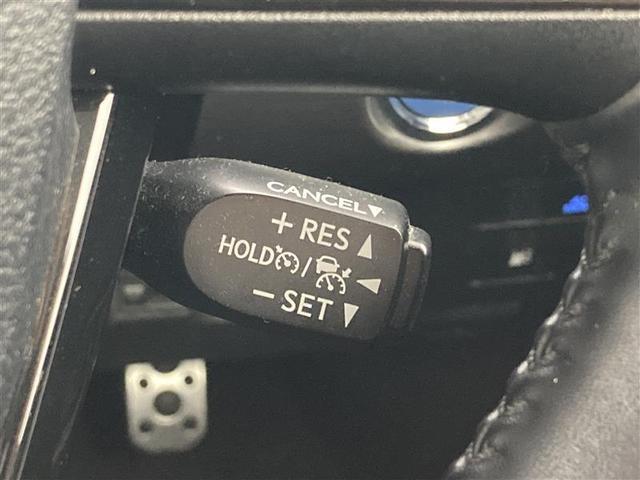 CANCEL▼
+ RES ▲
HOLD / ◀
− SET ▼